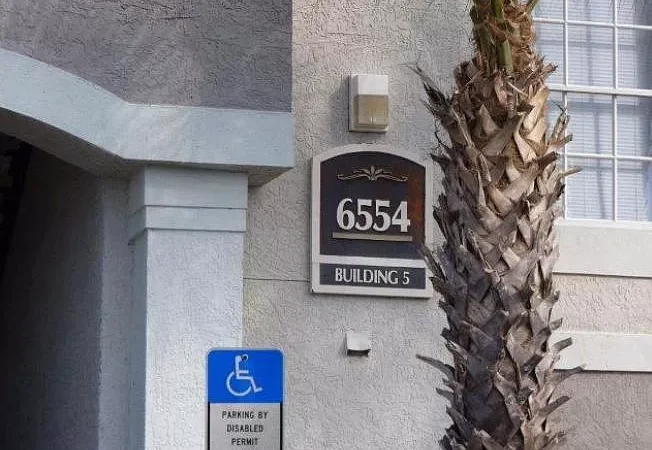 6554
BUILDING 5
PARKING BY
DISABLED
PERMIT